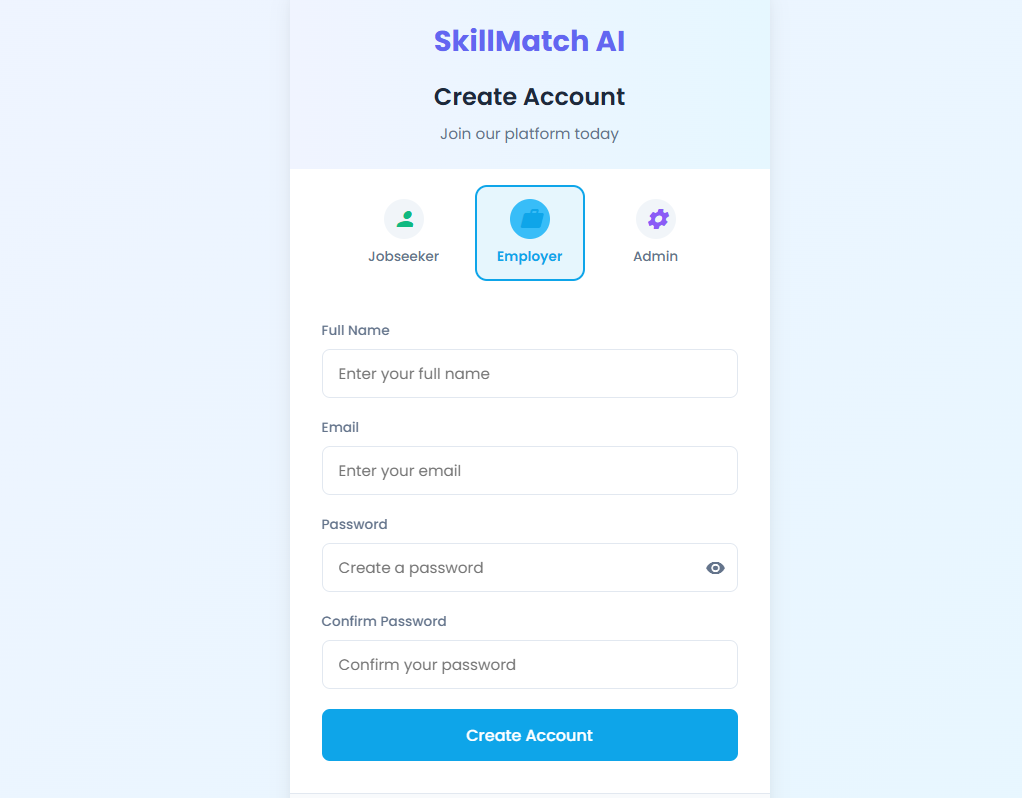 SkillMatch AI
Create Account
Join our platform today
Jobseeker
Employer
Admin
Full Name
Enter your full name
Email
Enter your email
Password
Create a password
Confirm Password
Confirm your password
Create Account